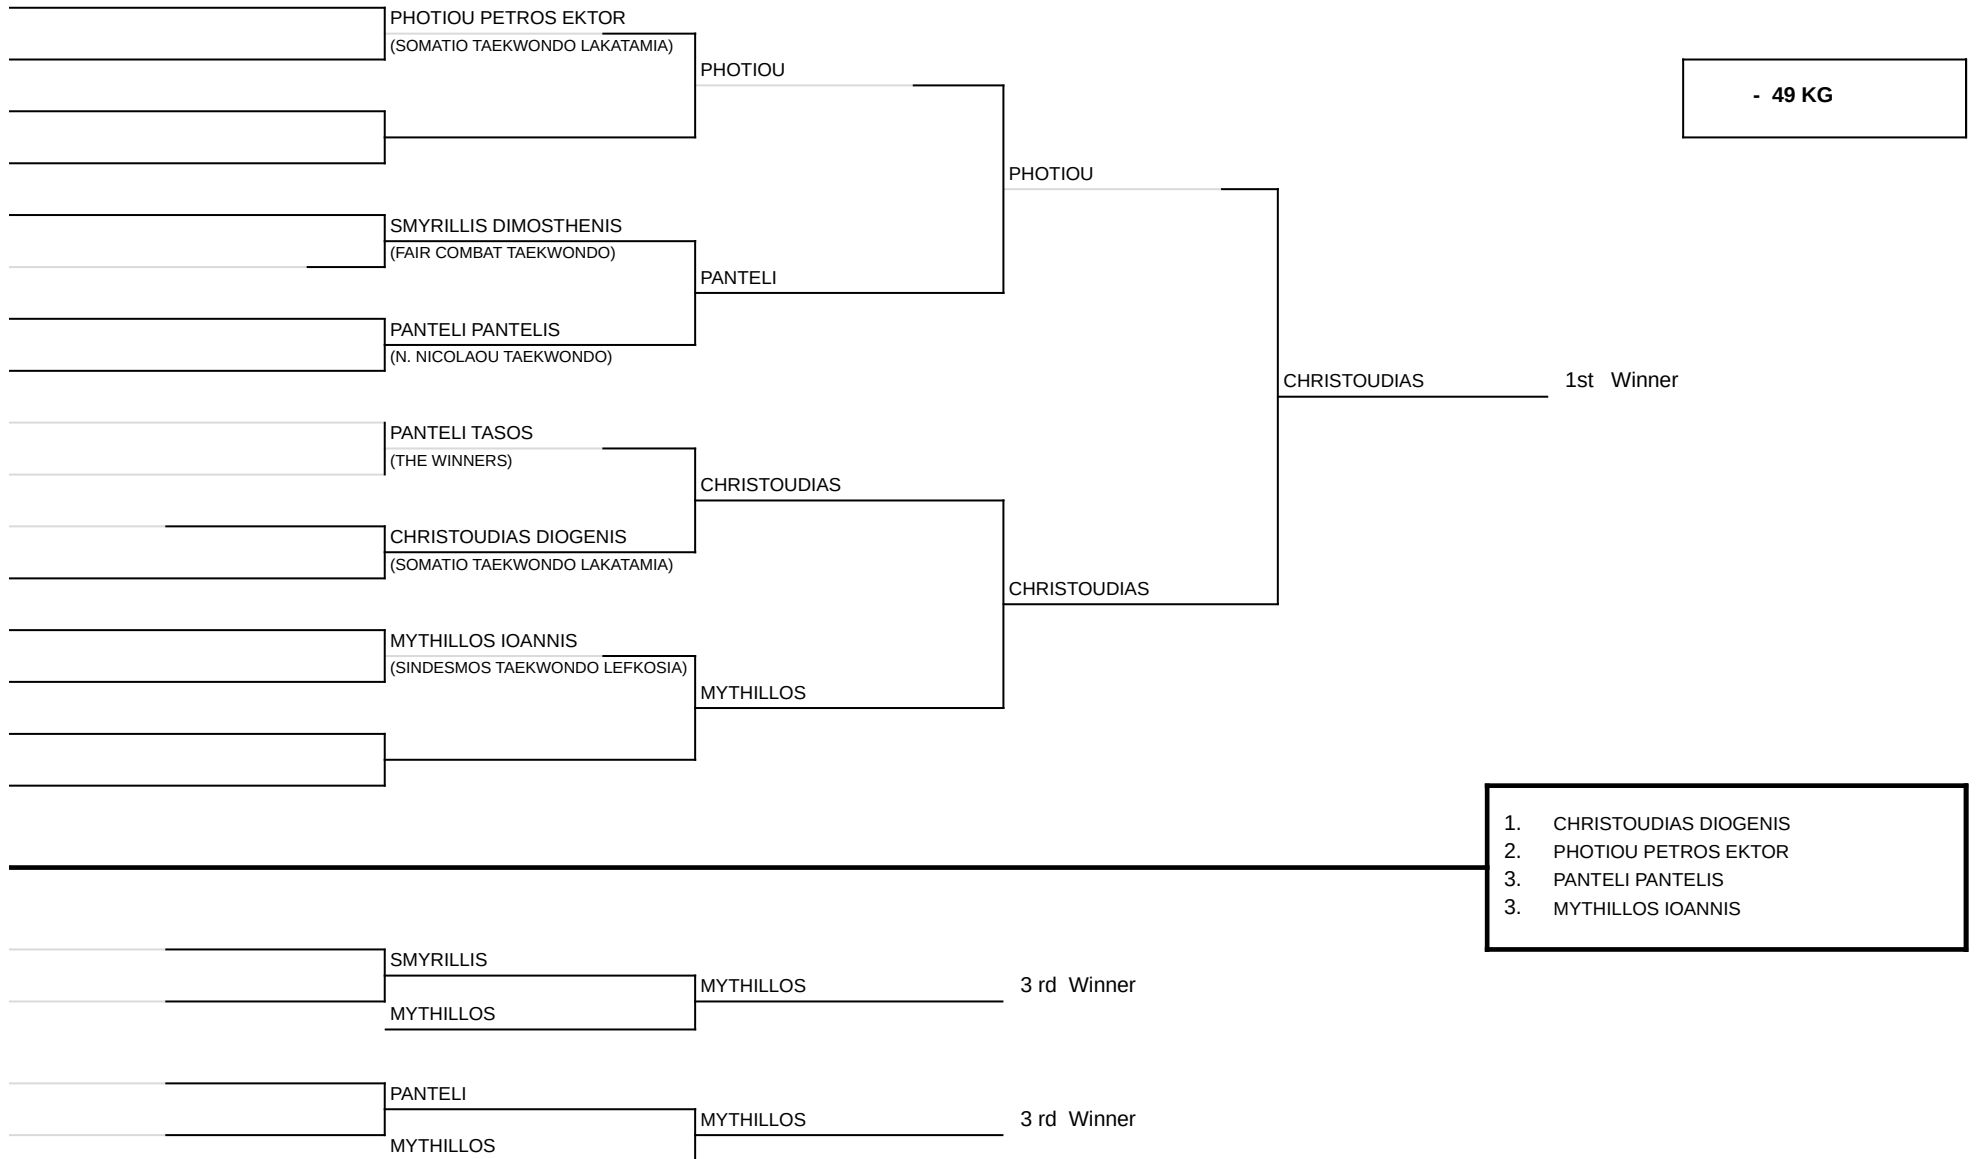 PHOTIOU PETROS EKTOR
(SOMATIO TAEKWONDO LAKATAMIA)
PHOTIOU
- 49 KG
PHOTIOU
SMYRILLIS DIMOSTHENIS
(FAIR COMBAT TAEKWONDO)
PANTELI
PANTELI PANTELIS
(N. NICOLAOU TAEKWONDO)
CHRISTOUDIAS 1st Winner
PANTELI TASOS
(THE WINNERS)
CHRISTOUDIAS
CHRISTOUDIAS DIOGENIS
(SOMATIO TAEKWONDO LAKATAMIA)
CHRISTOUDIAS
MYTHILLOS IOANNIS
(SINDESMOS TAEKWONDO LEFKOSIA)
MYTHILLOS
1. CHRISTOUDIAS DIOGENIS
2. PHOTIOU PETROS EKTOR
3. PANTELI PANTELIS
3. MYTHILLOS IOANNIS
SMYRILLIS
MYTHILLOS 3 rd Winner
MYTHILLOS
PANTELI
MYTHILLOS 3 rd Winner
MYTHILLOS